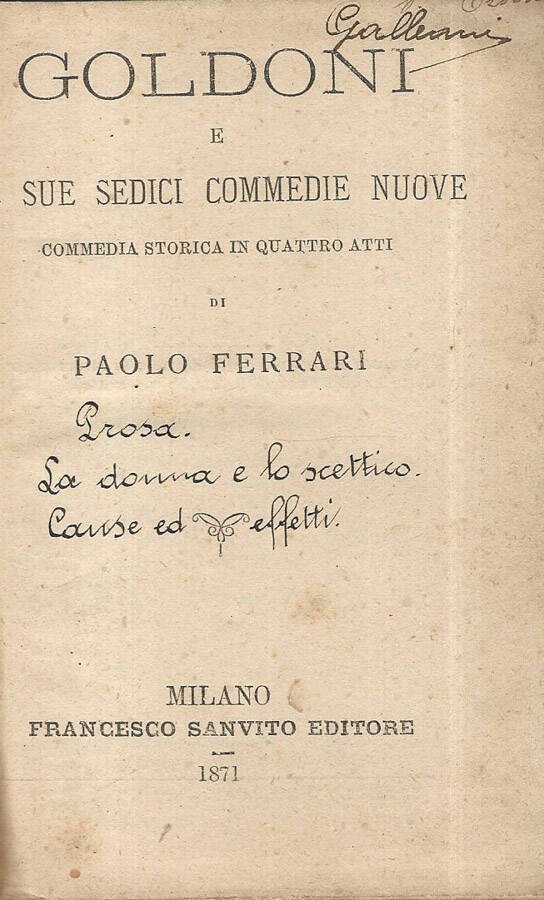 Galleani
GOLDONI
E
SUE SEDICI COMMEDIE NUOVE
COMMEDIA STORICA IN QUATTRO ATTI
DI
PAOLO FERRARI
Prosa.
La donna e lo scettico.
Cause ed effetti.
MILANO
FRANCESCO SANVITO EDITORE
1871